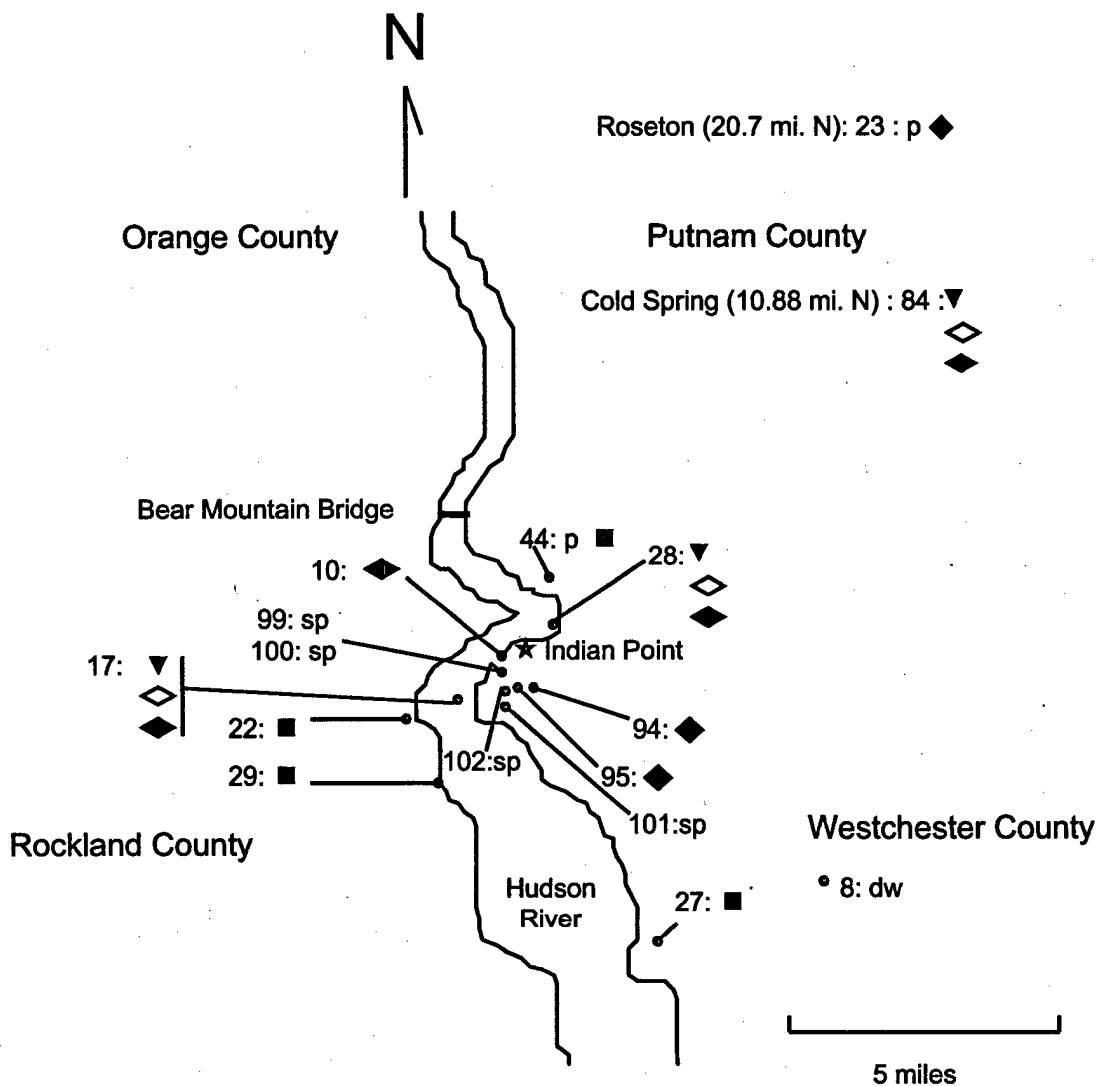 N
Roseton (20.7 mi. N): 23 : p
Orange County
Putnam County
Cold Spring (10.88 mi. N) : 84 :
Bear Mountain Bridge
44: p
10:
28:
99: sp
100: sp
Indian Point
17:
22:
94:
102:sp
29:
95:
101:sp
Westchester County
Rockland County
8: dw
Hudson
River
27:
5 miles